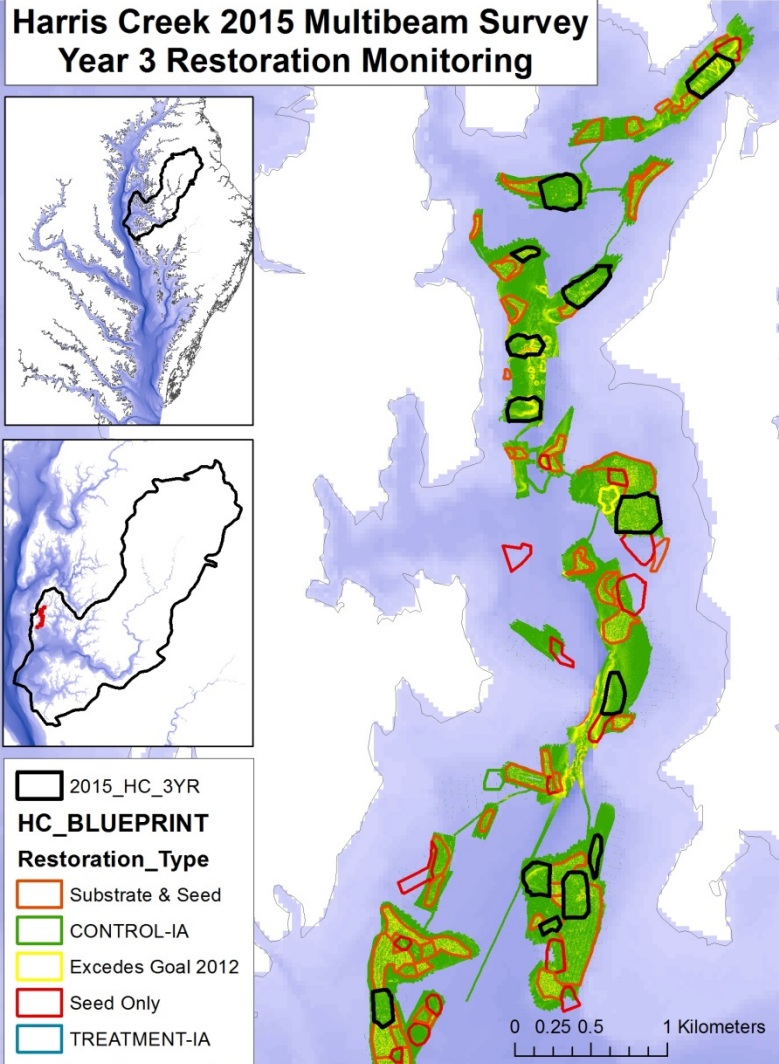 Harris Creek 2015 Multibeam Survey
Year 3 Restoration Monitoring
2015_HC_3YR
HC_BLUEPRINT
Restoration_Type
Substrate & Seed
CONTROL-IA
Excedes Goal 2012
Seed Only
TREATMENT-IA
0 0.25 0.5 1 Kilometers